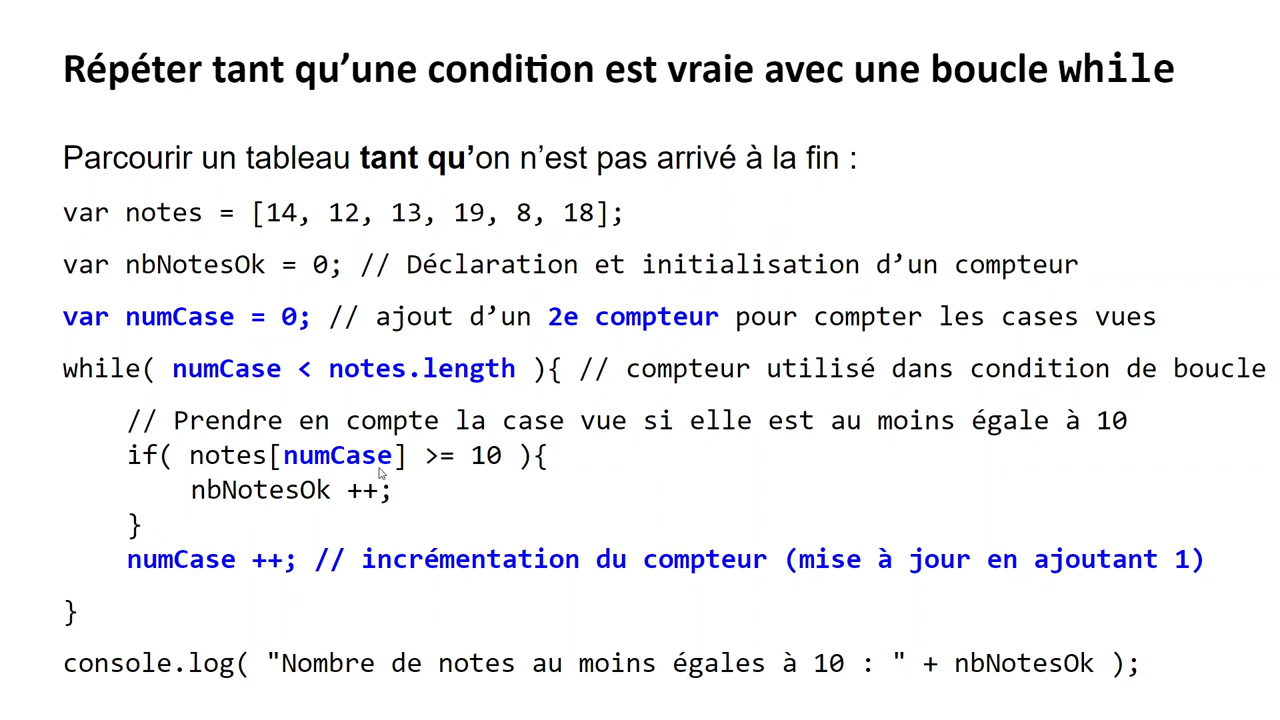 Répéter tant qu’une condition est vraie avec une boucle while
Parcourir un tableau tant qu’on n’est pas arrivé à la fin :
var notes = [14, 12, 13, 19, 8, 18];
var nbNotesOk = 0; // Déclaration et initialisation d’un compteur
var numCase = 0; // ajout d’un 2e compteur pour compter les cases vues
while( numCase < notes.length ){ // compteur utilisé dans condition de boucle
// Prendre en compte la case vue si elle est au moins égale à 10
if( notes[numCase] >= 10 ){
nbNotesOk ++;
}
numCase ++; // incrémentation du compteur (mise à jour en ajoutant 1)
}
console.log( "Nombre de notes au moins égales à 10 : " + nbNotesOk );